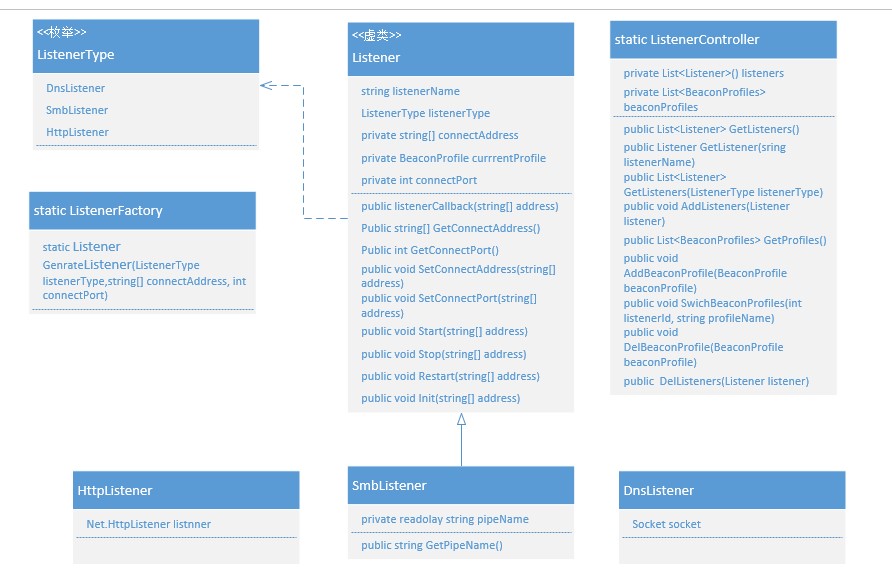 <<枚举>>
ListenerType
DnsListener
SmbListener
HttpListener
static ListenerFactory
static Listener
GenrateListener(ListenerType
listenerType,string[] connectAddress, int
connectPort)
<<虚类>>
Listener
string listenerName
ListenerType listenerType
private string[] connectAddress
private BeaconProfile currrentProfile
private int connectPort
public listenerCallback(string[] address)
Public string[] GetConnectAddress()
Public int GetConnectPort()
public void SetConnectAddress(string[]
address)
public void SetConnectPort(string[]
address)
public void Start(string[] address)
public void Stop(string[] address)
public void Restart(string[] address)
public void Init(string[] address)
static ListenerController
private List<Listener>() listeners
private List<BeaconProfiles>
beaconProfiles
public List<Listener> GetListeners()
public Listener GetListener(sring
listenerName)
public List<Listener>
GetListeners(ListenerType listenerType)
public void AddListeners(Listener
listener)
public List<BeaconProfiles> GetProfiles()
public void
AddBeaconProfile(BeaconProfile
beaconProfile)
public void SwichBeaconProfiles(int
listenerId, string profileName)
public void
DelBeaconProfile(BeaconProfile
beaconProfile)
public  DelListeners(Listener listener)
HttpListener
Net.HttpListener listnner
SmbListener
private readolay string pipeName
public string GetPipeName()
DnsListener
Socket socket